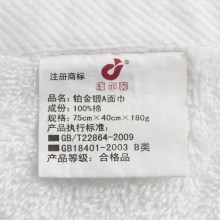 注册商标
品名:铂金缎A面巾
成份:100%棉
规格:75cm×40cm×180g
产品执行标准:
GB/T22864-2009
GB18401-2003 B类
产品等级:合格品